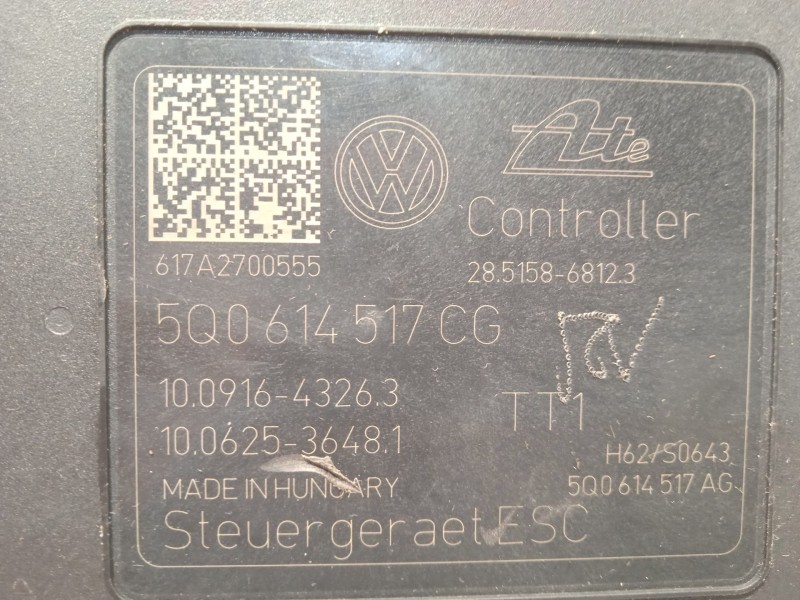 Ate
Controller
617A2700555
28.5158-6812.3
5Q0 614 517 CG
10.0916-4326.3
10.0625-3648.1
TT1
H62/S0643
MADE IN HUNGARY
5Q0 614 517 AG
Steuergeraet ESC